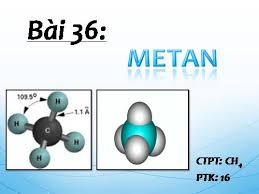 Bài 36:
METAN
109.5°
1.1 Å
H
H
C
H
H
CTPT: CH₄
PTK: 16